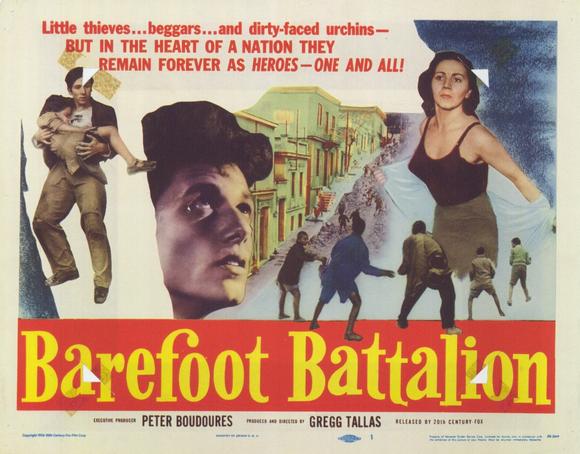 Little thieves...beggars...and dirty-faced urchins—
BUT IN THE HEART OF A NATION THEY
REMAIN FOREVER AS HEROES—ONE AND ALL!
Barefoot Battalion
EXECUTIVE PRODUCER PETER BOUDOURES PRODUCED AND DIRECTED BY GREGG TALLAS RELEASED BY 20TH CENTURY-FOX
1